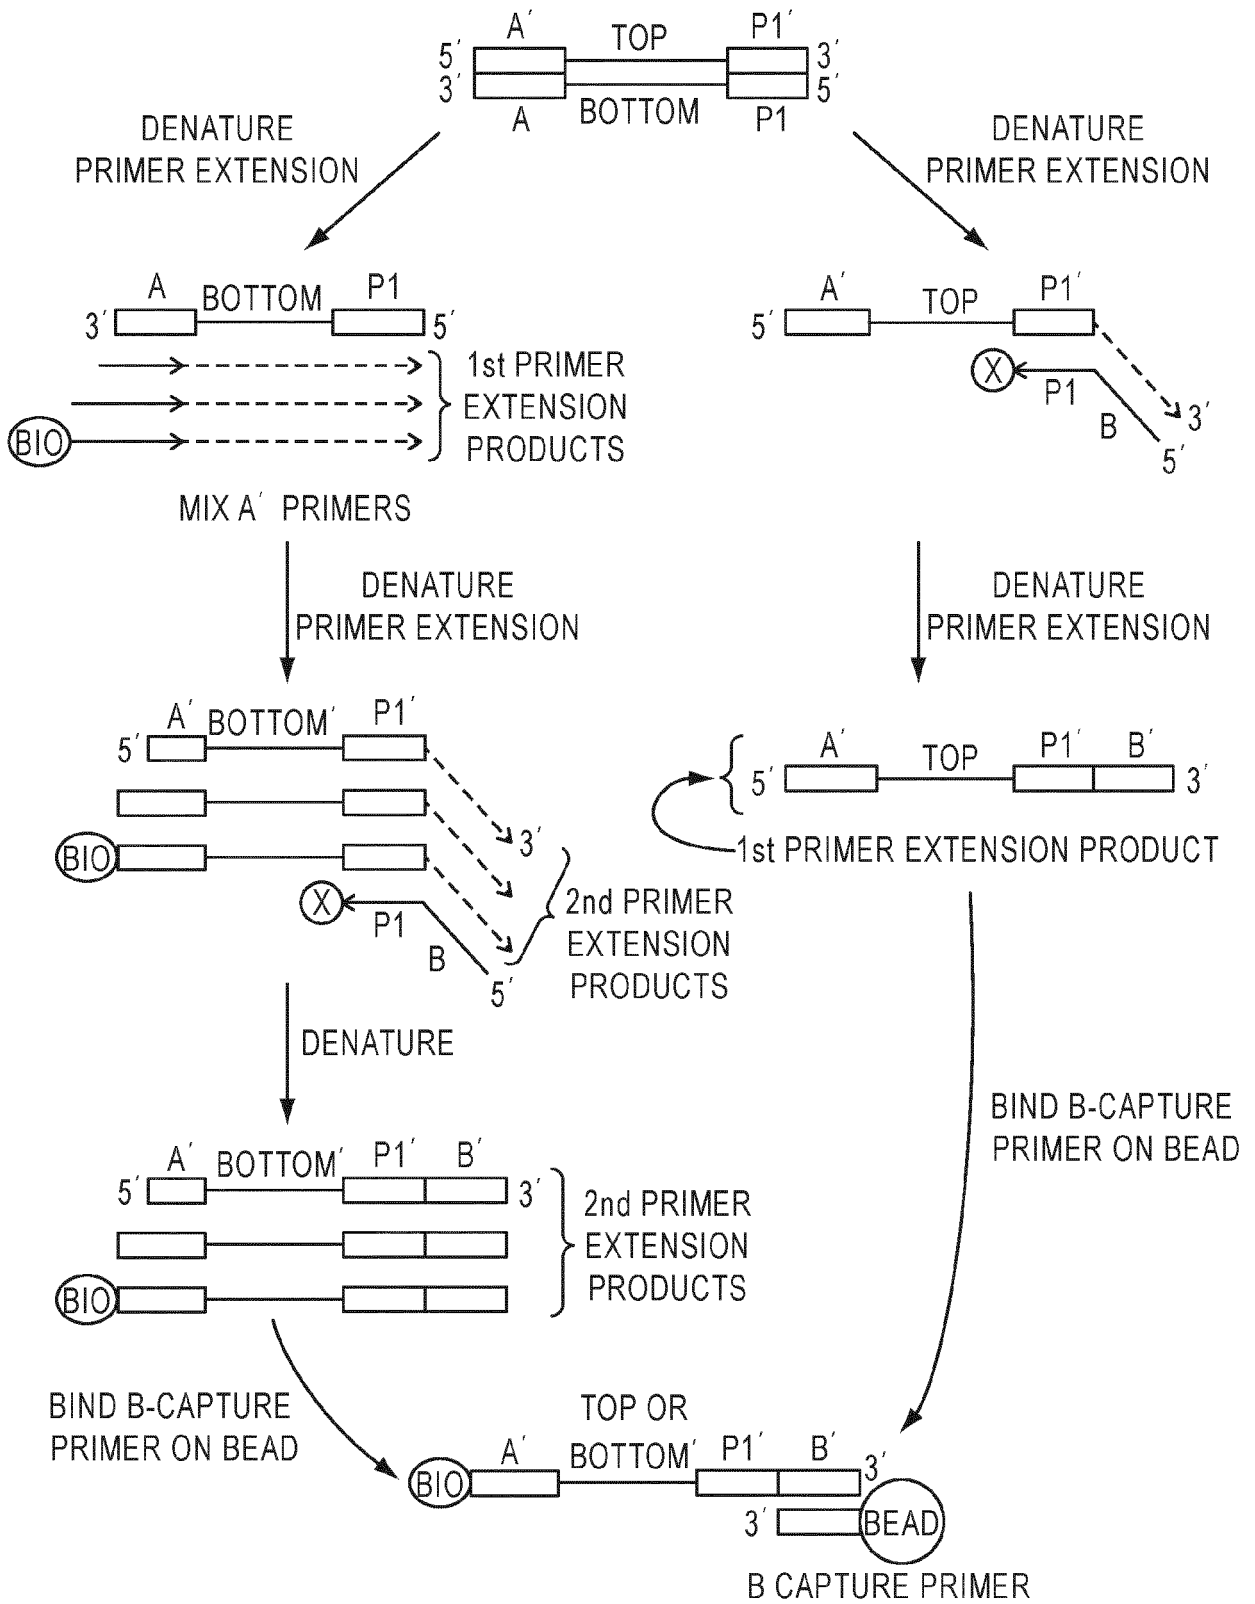 A′ TOP P1′
5′ 3′
3′ 5′
A BOTTOM P1
DENATURE
PRIMER EXTENSION
DENATURE
PRIMER EXTENSION
A BOTTOM P1
3′ 5′
1st PRIMER
EXTENSION
PRODUCTS
BIO
MIX A′ PRIMERS
A′ TOP P1′
5′
X
P1
B
3′
5′
DENATURE
PRIMER EXTENSION
DENATURE
PRIMER EXTENSION
A′ BOTTOM′ P1′
5′
3′
BIO
X
P1
B
5′
2nd PRIMER
EXTENSION
PRODUCTS
A′ TOP P1′ B′
5′ 3′
1st PRIMER EXTENSION PRODUCT
DENATURE
BIND B-CAPTURE
PRIMER ON BEAD
A′ BOTTOM′ P1′ B′
5′ 3′
BIO
2nd PRIMER
EXTENSION
PRODUCTS
BIND B-CAPTURE
PRIMER ON BEAD
TOP OR
A′ BOTTOM′ P1′ B′
3′
BIO
3′
BEAD
B CAPTURE PRIMER